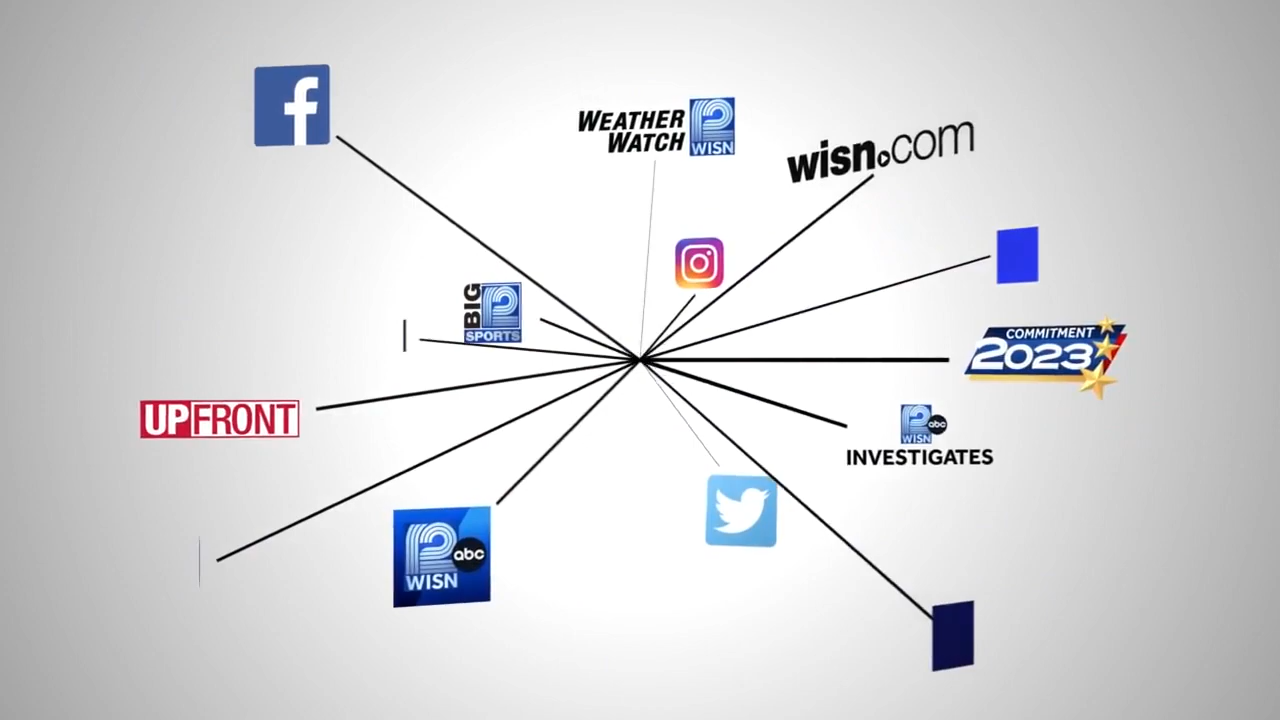 f
WEATHER
WATCH
12
WISN
wisn.com
BIG
12
SPORTS
COMMITMENT
2023
UPFRONT
12
abc
WISN
INVESTIGATES
12
abc
WISN